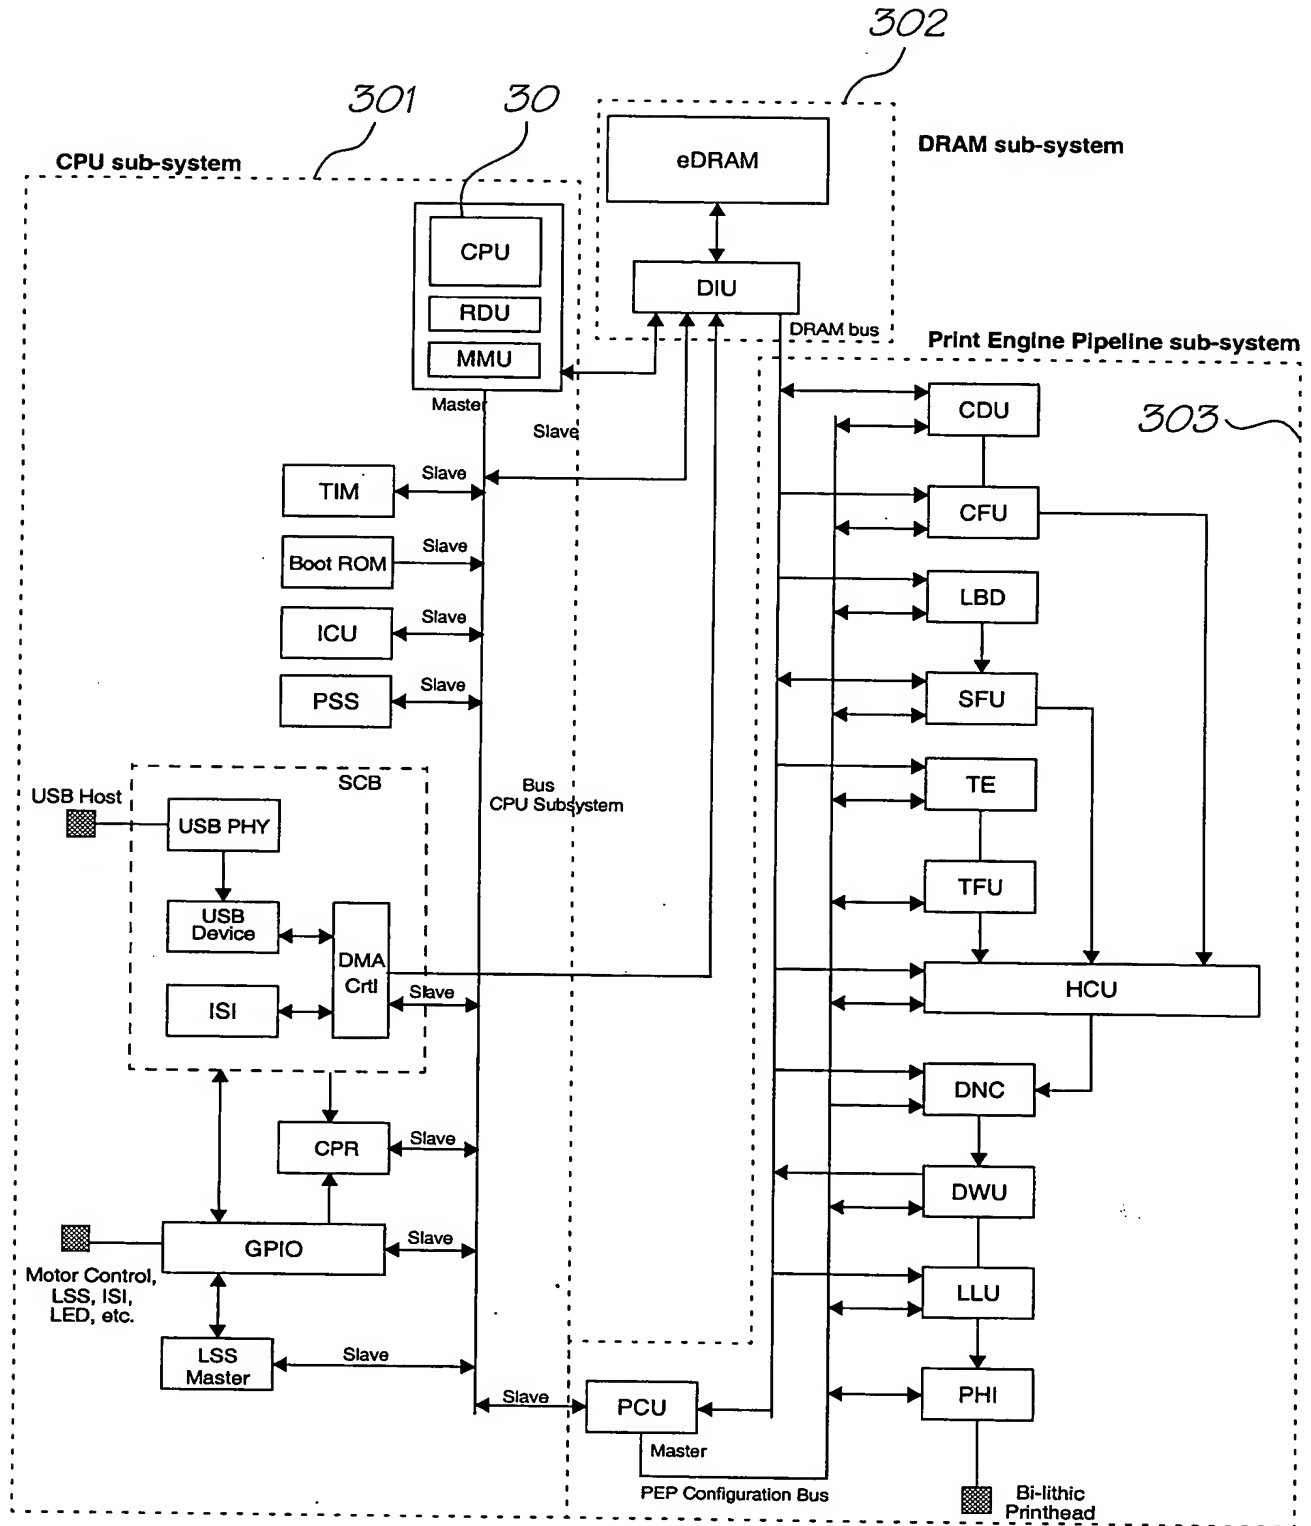 302
301
30
CPU sub-system
eDRAM
DRAM sub-system
CPU
RDU
MMU
DIU
DRAM bus
Print Engine Pipeline sub-system
Master
Slave
303
CDU
TIM
Slave
CFU
Boot ROM
Slave
LBD
ICU
Slave
PSS
Slave
SFU
SCB
Bus
CPU Subsystem
USB Host
USB PHY
TE
USB
Device
TFU
DMA
Crtl
Slave
ISI
HCU
DNC
CPR
Slave
DWU
GPIO
Slave
Motor Control,
LSS, ISI,
LED, etc.
LLU
LSS
Master
Slave
Slave
PCU
PHI
Master
PEP Configuration Bus
Bi-lithic
Printhead